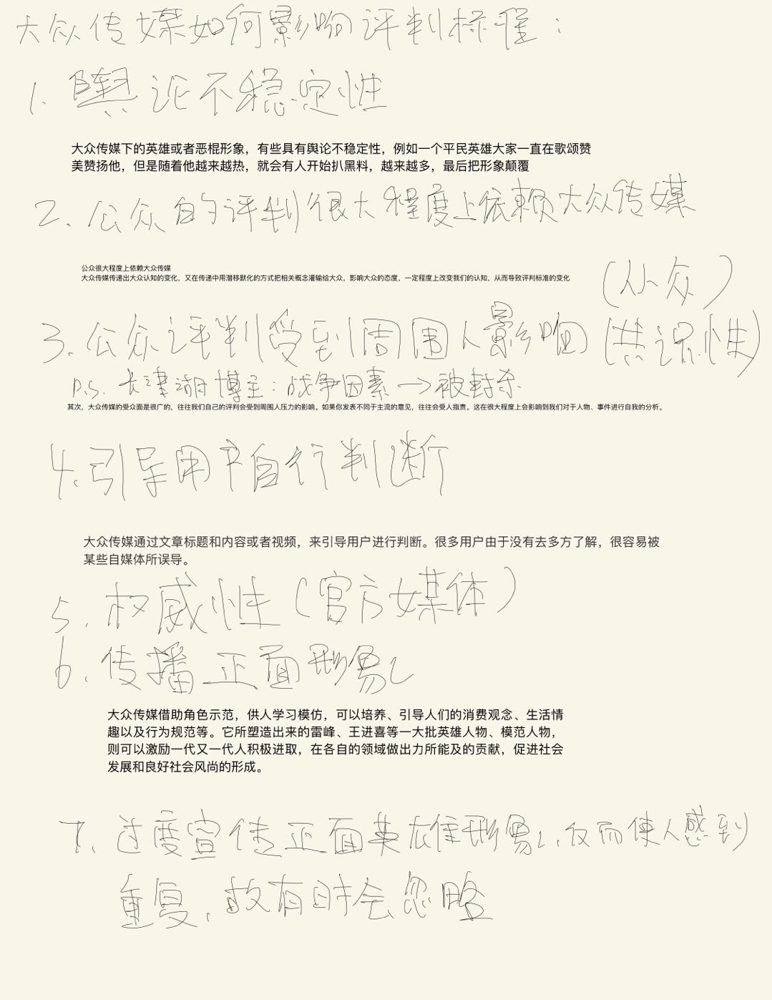 大众传媒如何影响评判标准：
1. 舆论不稳定性
大众传媒下的英雄或者恶棍形象，有些具有舆论不稳定性，例如一个平民英雄大家一直在歌颂赞
美赞扬他，但是随着他越来越热，就会有人开始扒黑料，越来越多，最后把形象颠覆
2. 公众的评判很大程度上依赖大众传媒
公众很大程度上依赖大众传媒
大众传媒传递出大众认知的变化，又在传递中用潜移默化的方式把相关概念灌输给大众，影响大众的态度，一定程度上改变我们的认知，从而导致评判标准的变化
（从众）
3. 公众评判受到周围人影响（共识性）
P.S. 长津湖博主：战争因素→被封杀
其次，大众传媒的受众面是很广的，往往我们自己的评判会受到周围人压力的影响。如果你发表不同于主流的意见，往往会受人指责。这在很大程度上会影响到我们对于人物、事件进行自我的分析。
4. 引导用户自行判断
大众传媒通过文章标题和内容或者视频，来引导用户进行判断。很多用户由于没有去多方了解，很容易被
某些自媒体所误导。
5. 权威性（官方媒体）
6. 传播正面形易乙
大众传媒借助角色示范，供人学习模仿，可以培养、引导人们的消费观念、生活情
趣以及行为规范等。它所塑造出来的雷峰、王进喜等一大批英雄人物、模范人物，
则可以激励一代又一代人积极进取，在各自的领域做出力所能及的贡献，促进社会
发展和良好社会风尚的形成。
7. 过度宣传正面英雄形易乙，反而使人感到
重复，故有时会忽略